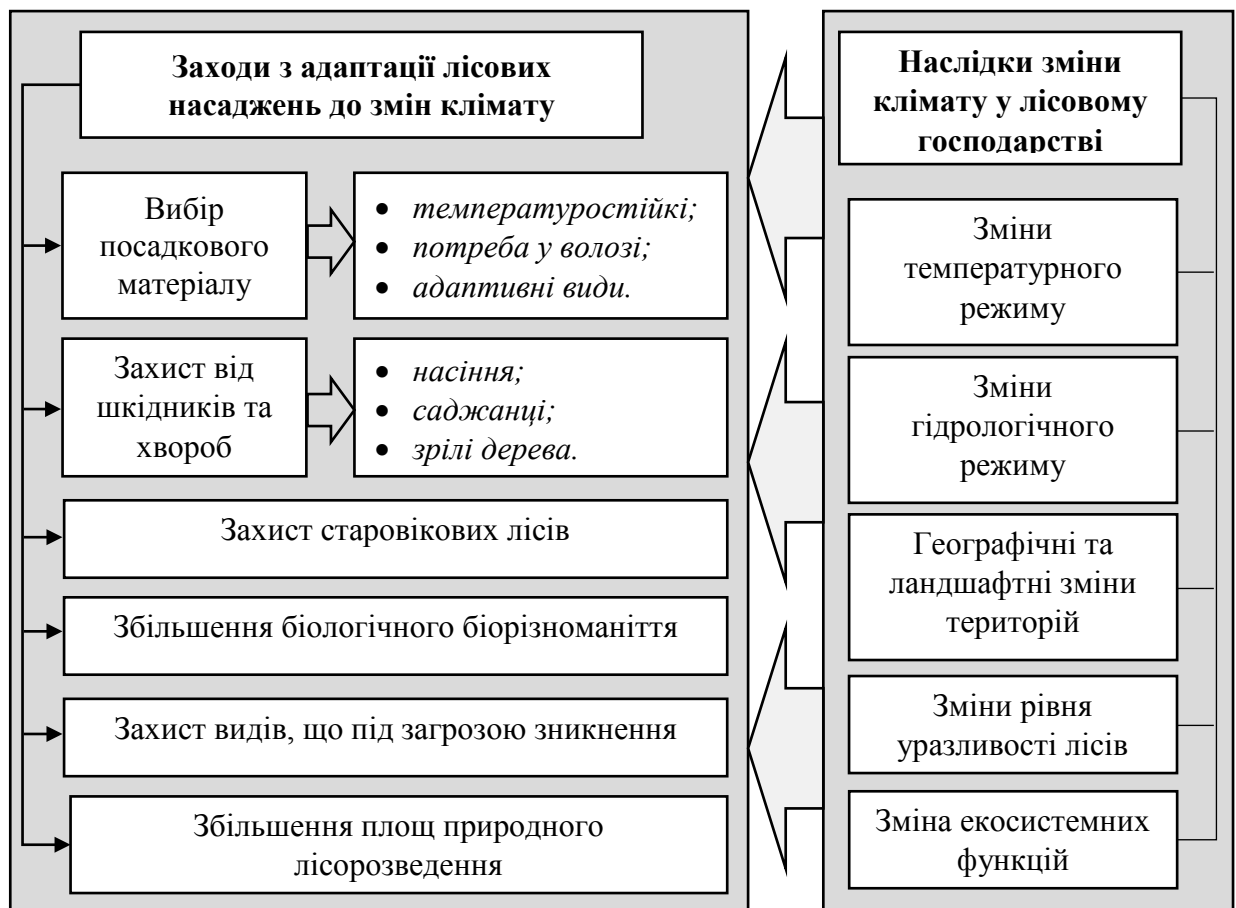 Заходи з адаптації лісових
насаджень до змін клімату
Вибір
посадкового
матеріалу
• температуростійкі;
• потреба у волозі;
• адаптивні види.
Захист від
шкідників та
хвороб
• насіння;
• саджанці;
• зрілі дерева.
Захист старовікових лісів
Збільшення біологічного біорізноманіття
Захист видів, що під загрозою зникнення
Збільшення площ природного
лісорозведення
Наслідки зміни
клімату у лісовому
господарстві
Зміни
температурного
режиму
Зміни
гідрологічного
режиму
Географічні та
ландшафтні зміни
територій
Зміни рівня
уразливості лісів
Зміна екосистемних
функцій